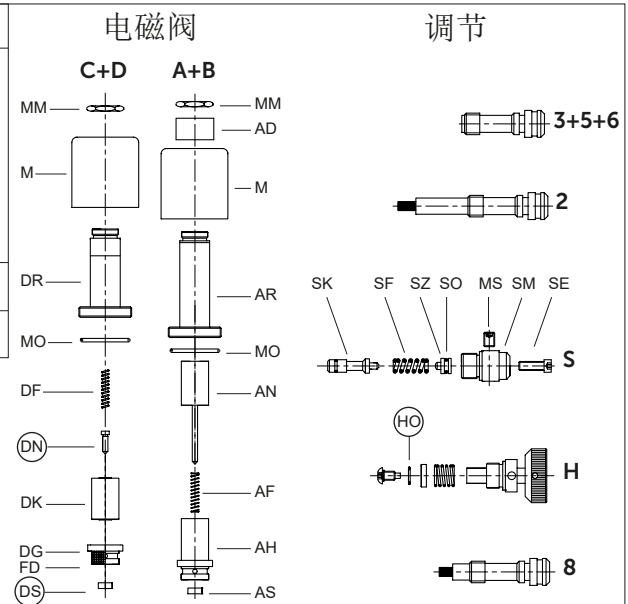 电磁阀 调节
C+D A+B
MM MM
AD 3+5+6
M M
2
DR AR
SK SF SZ SO MS SM SE
MO MO
S
DF AN
HO
DN
H
DK AF
DG AH
FD 8
DS AS